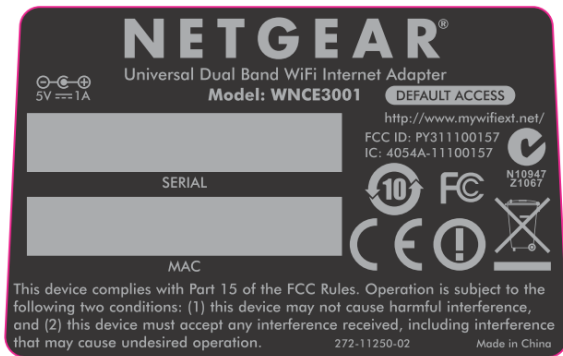 NETGEAR®
Universal Dual Band WiFi Internet Adapter
5V 1A
Model: WNCE3001 DEFAULT ACCESS
http://www.mywifiext.net/
FCC ID: PY311100157
IC: 4054A-11100157
N10947
Z1067
SERIAL
10 FC
CE
MAC
This device complies with Part 15 of the FCC Rules. Operation is subject to the
following two conditions: (1) this device may not cause harmful interference,
and (2) this device must accept any interference received, including interference
that may cause undesired operation. 272-11250-02 Made in China